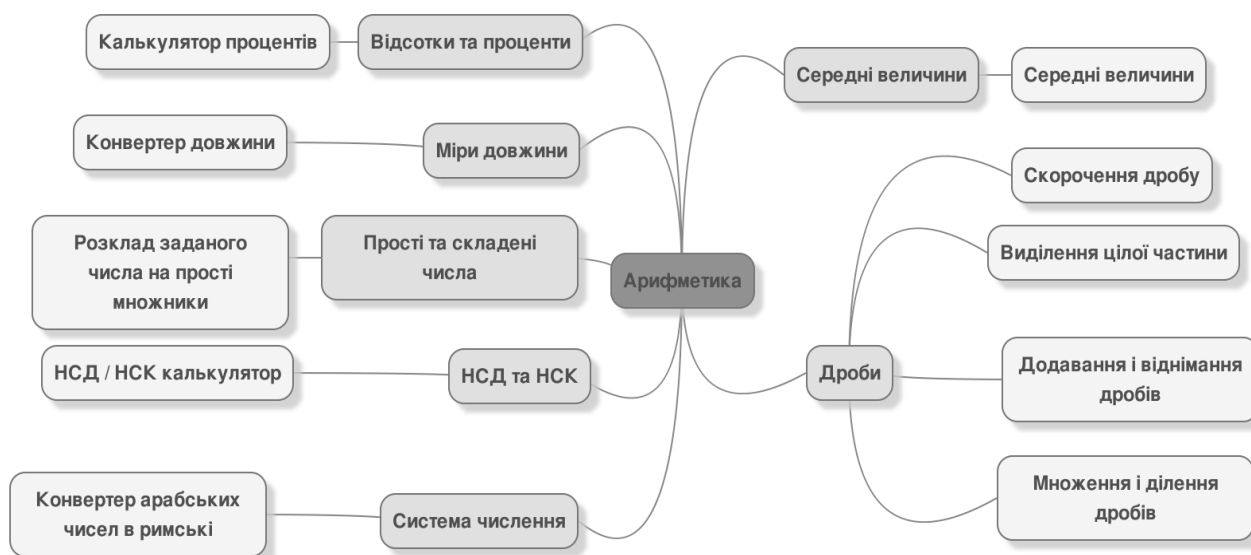 Калькулятор процентів
Відсотки та проценти
Конвертер довжини
Міри довжини
Розклад заданого
числа на прості
множники
Прості та складені
числа
НСД / НСК калькулятор
НСД та НСК
Конвертер арабських
чисел в римські
Система числення
Арифметика
Середні величини
Середні величини
Дроби
Скорочення дробу
Виділення цілої частини
Додавання і віднімання
дробів
Множення і ділення
дробів